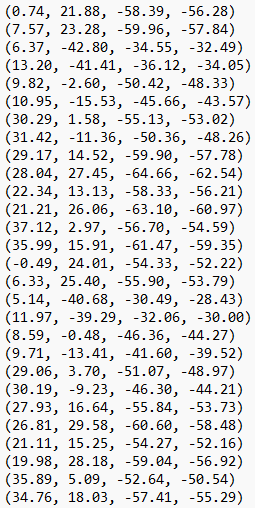 (0.74, 21.88, -58.39, -56.28)
(7.57, 23.28, -59.96, -57.84)
(6.37, -42.80, -34.55, -32.49)
(13.20, -41.41, -36.12, -34.05)
(9.82, -2.60, -50.42, -48.33)
(10.95, -15.53, -45.66, -43.57)
(30.29, 1.58, -55.13, -53.02)
(31.42, -11.36, -50.36, -48.26)
(29.17, 14.52, -59.90, -57.78)
(28.04, 27.45, -64.66, -62.54)
(22.34, 13.13, -58.33, -56.21)
(21.21, 26.06, -63.10, -60.97)
(37.12, 2.97, -56.70, -54.59)
(35.99, 15.91, -61.47, -59.35)
(-0.49, 24.01, -54.33, -52.22)
(6.33, 25.40, -55.90, -53.79)
(5.14, -40.68, -30.49, -28.43)
(11.97, -39.29, -32.06, -30.00)
(8.59, -0.48, -46.36, -44.27)
(9.71, -13.41, -41.60, -39.52)
(29.06, 3.70, -51.07, -48.97)
(30.19, -9.23, -46.30, -44.21)
(27.93, 16.64, -55.84, -53.73)
(26.81, 29.58, -60.60, -58.48)
(21.11, 15.25, -54.27, -52.16)
(19.98, 28.18, -59.04, -56.92)
(35.89, 5.09, -52.64, -50.54)
(34.76, 18.03, -57.41, -55.29)